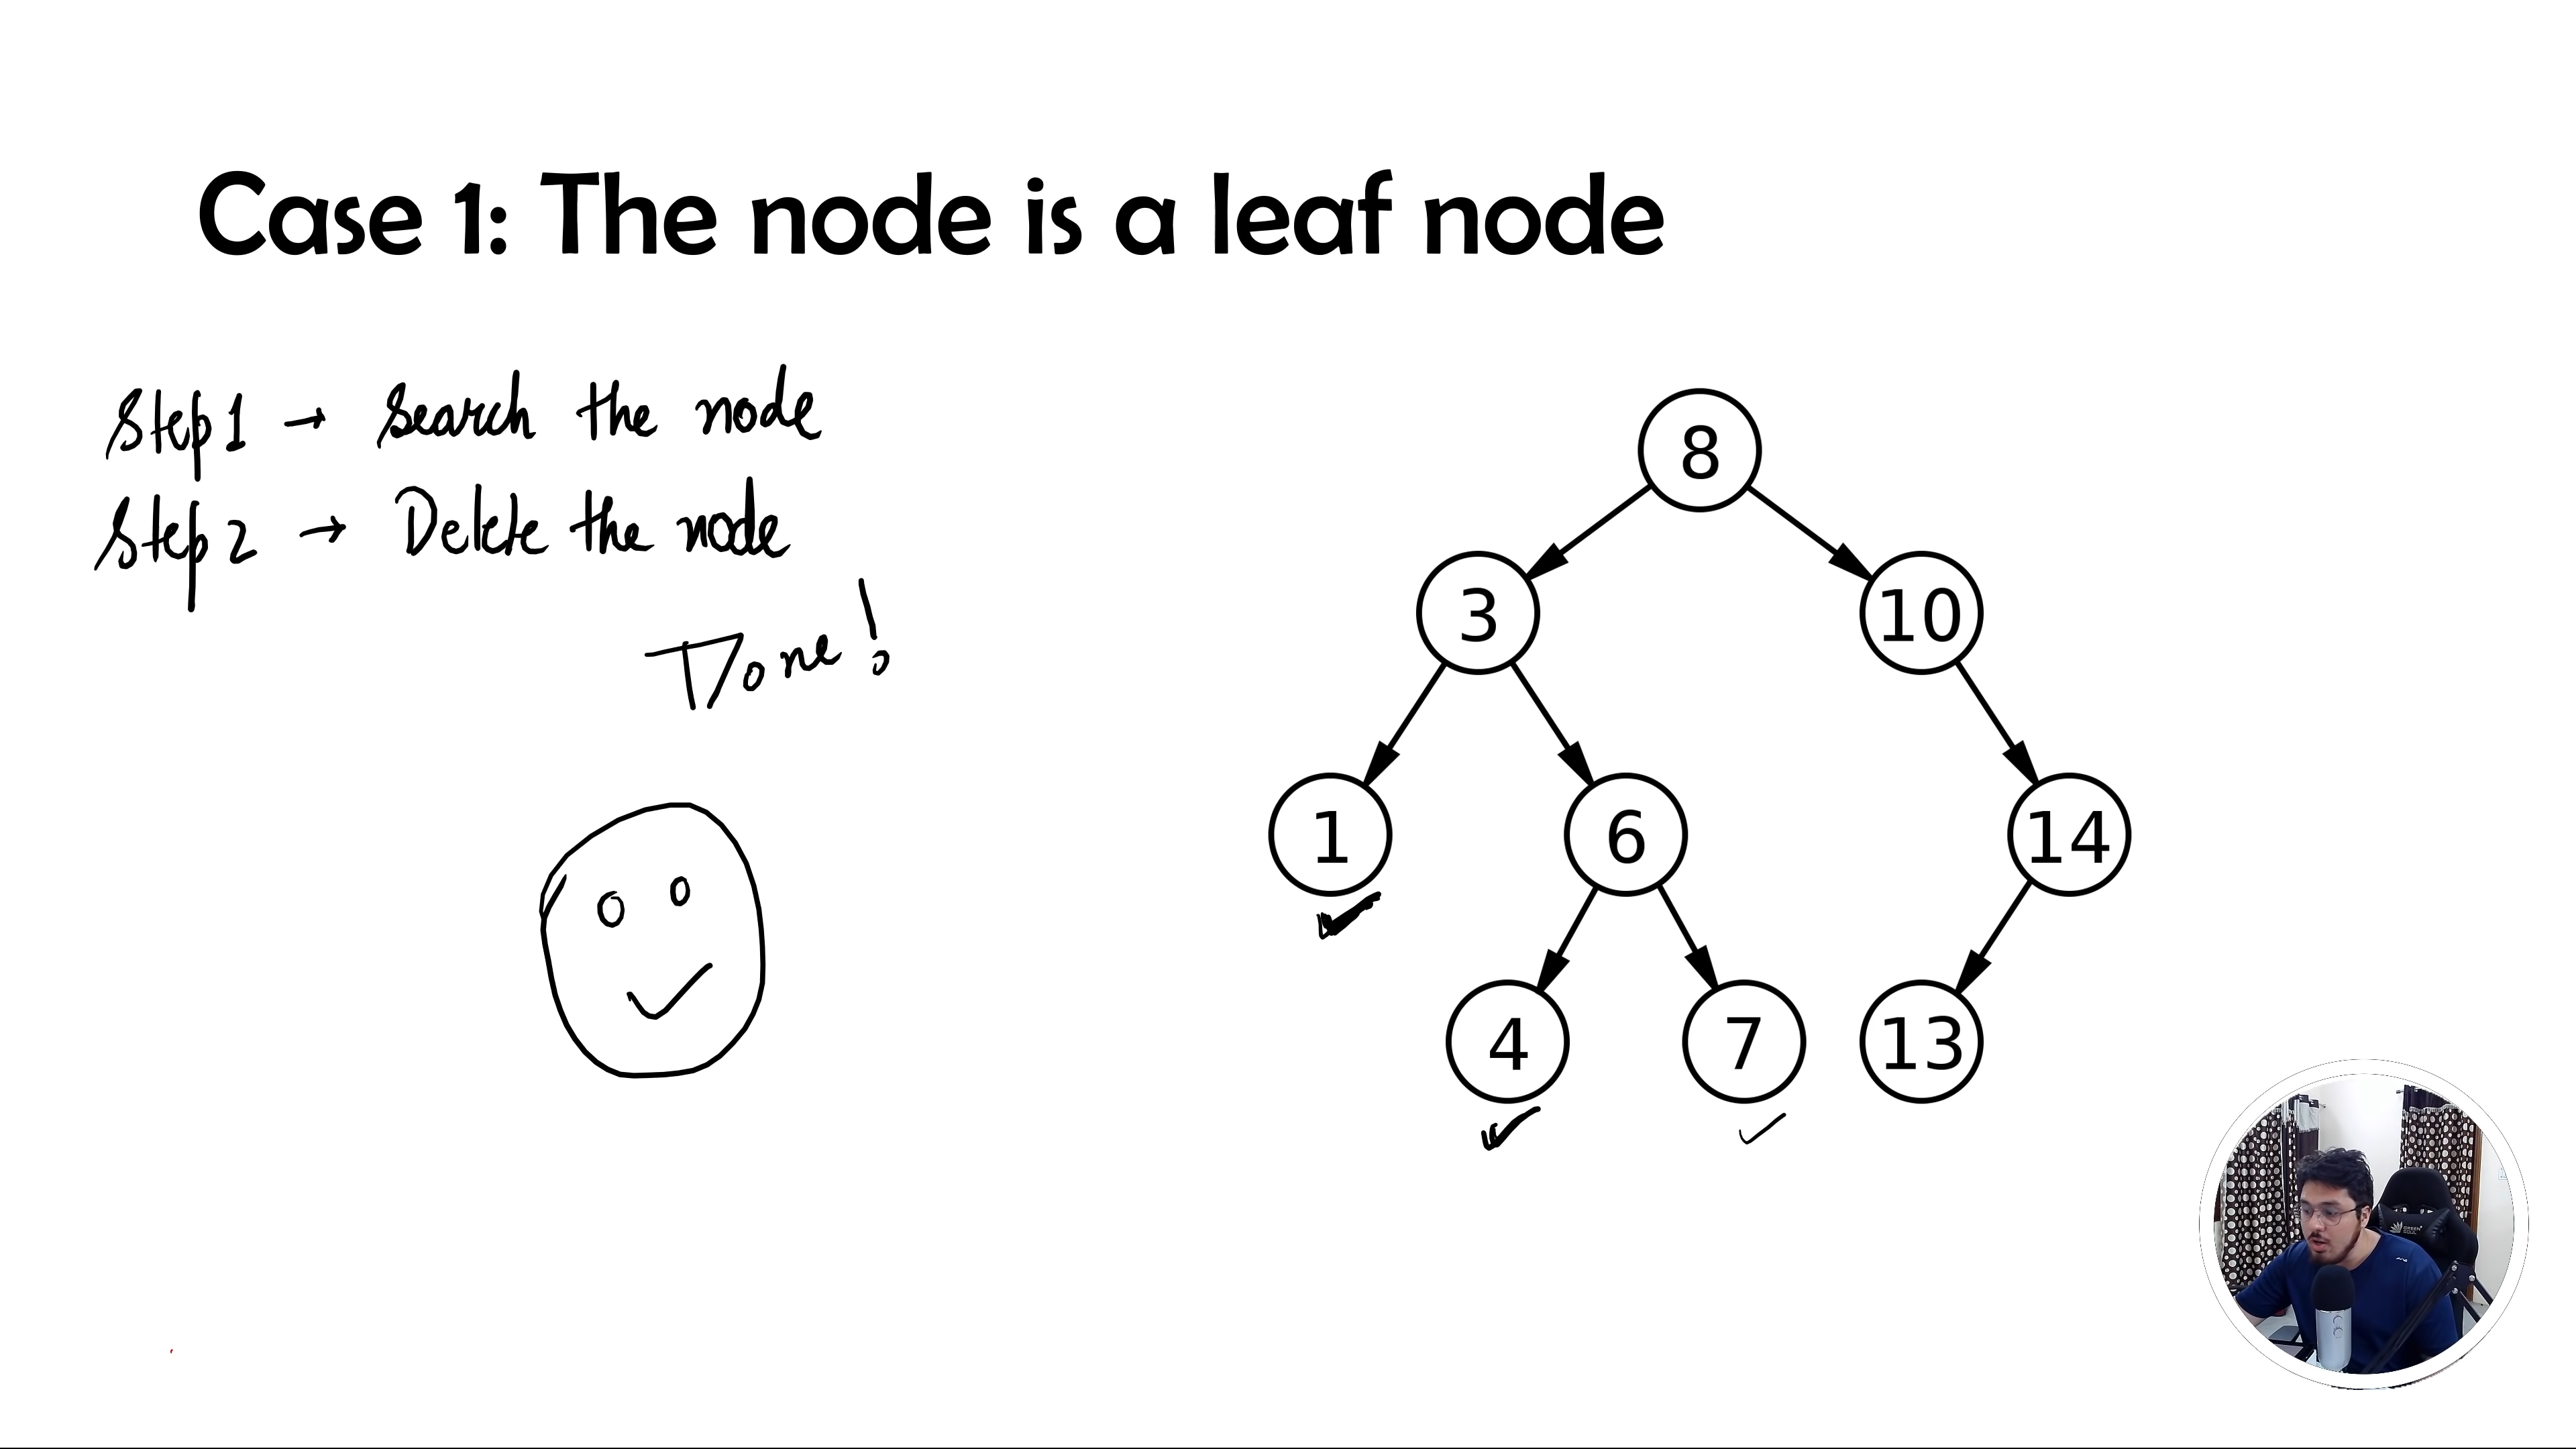 Case 1: The node is a leaf node
Step 1 → Search the node
Step 2 → Delete the node
Done!
8
3
10
1
6
14
4
7
13